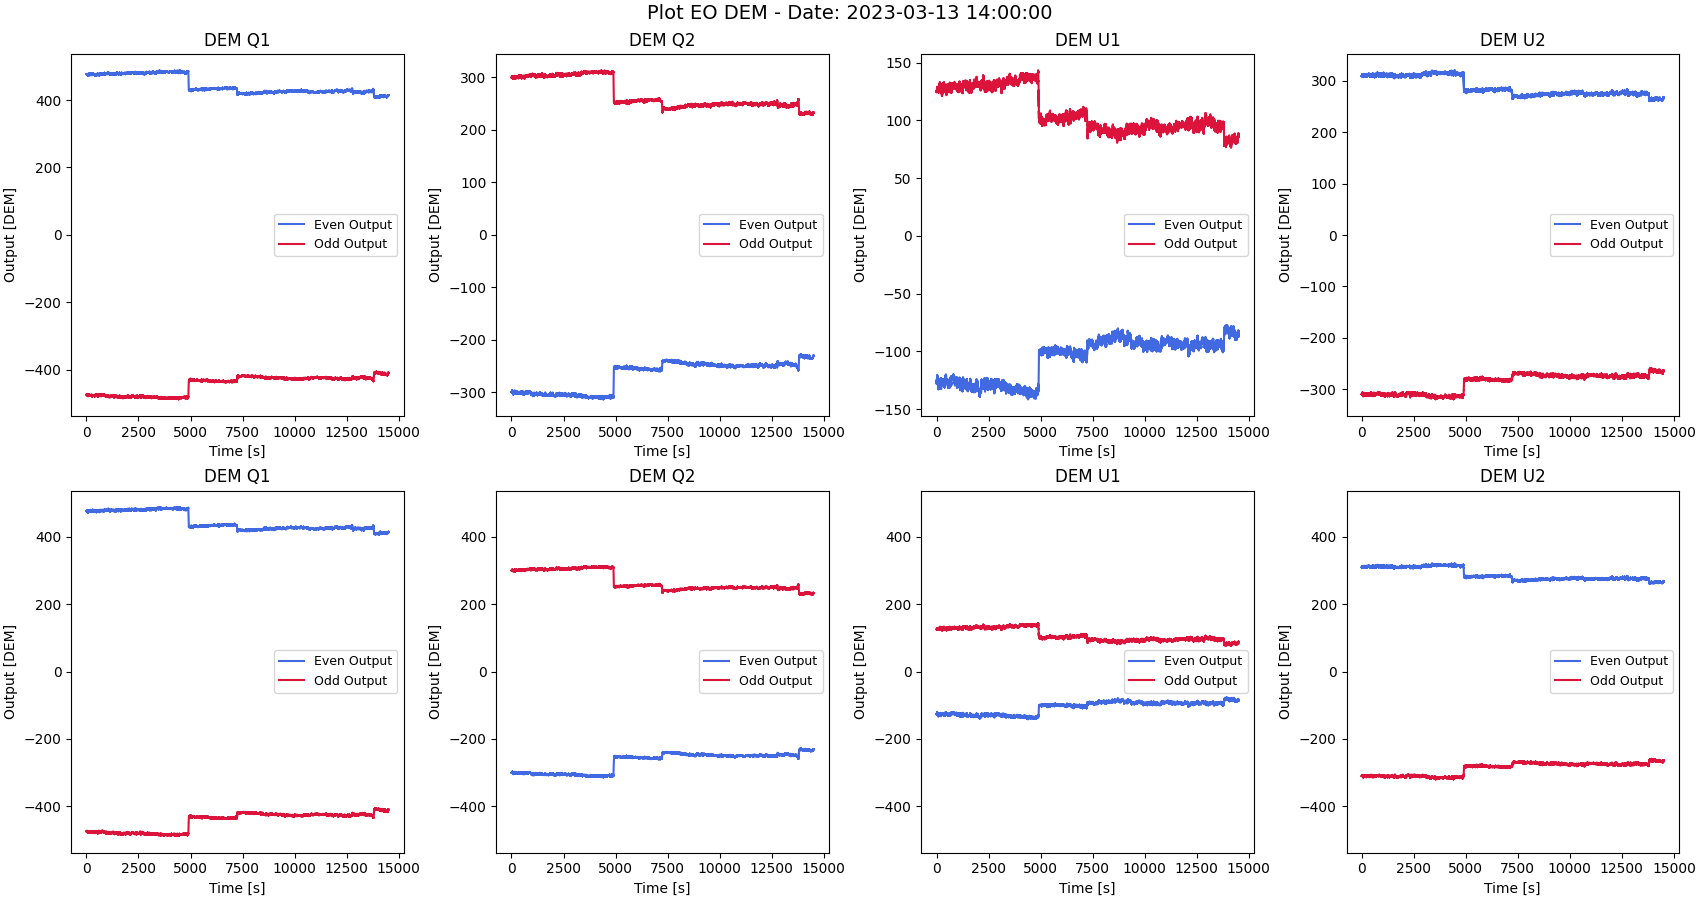 Plot EO DEM - Date: 2023-03-13 14:00:00
DEM Q1
Output [DEM]
400
200
0
−200
−400
Even Output
Odd Output
0 2500 5000 7500 10000 12500 15000
Time [s]
DEM Q2
Output [DEM]
300
200
100
0
−100
−200
−300
Even Output
Odd Output
0 2500 5000 7500 10000 12500 15000
Time [s]
DEM U1
Output [DEM]
150
100
50
0
−50
−100
−150
Even Output
Odd Output
0 2500 5000 7500 10000 12500 15000
Time [s]
DEM U2
Output [DEM]
300
200
100
0
−100
−200
−300
Even Output
Odd Output
0 2500 5000 7500 10000 12500 15000
Time [s]
DEM Q1
Output [DEM]
400
200
0
−200
−400
Even Output
Odd Output
0 2500 5000 7500 10000 12500 15000
Time [s]
DEM Q2
Output [DEM]
400
200
0
−200
−400
Even Output
Odd Output
0 2500 5000 7500 10000 12500 15000
Time [s]
DEM U1
Output [DEM]
400
200
0
−200
−400
Even Output
Odd Output
0 2500 5000 7500 10000 12500 15000
Time [s]
DEM U2
Output [DEM]
400
200
0
−200
−400
Even Output
Odd Output
0 2500 5000 7500 10000 12500 15000
Time [s]